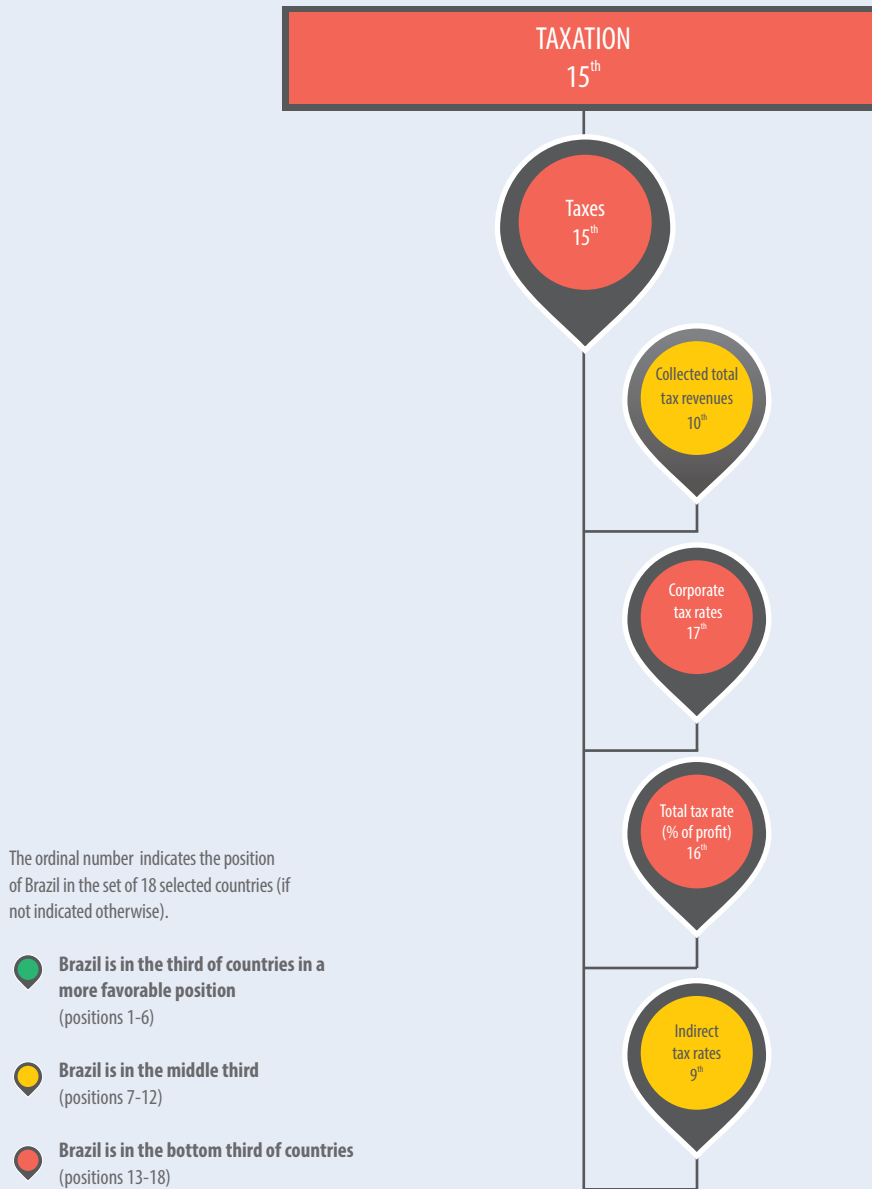 TAXATION
15th
Taxes
15th
Collected total
tax revenues
10th
Corporate
tax rates
17th
Total tax rate
(% of profit)
16th
Indirect
tax rates
9th
The ordinal number indicates the position
of Brazil in the set of 18 selected countries (if
not indicated otherwise).
Brazil is in the third of countries in a
more favorable position
(positions 1-6)
Brazil is in the middle third
(positions 7-12)
Brazil is in the bottom third of countries
(positions 13-18)